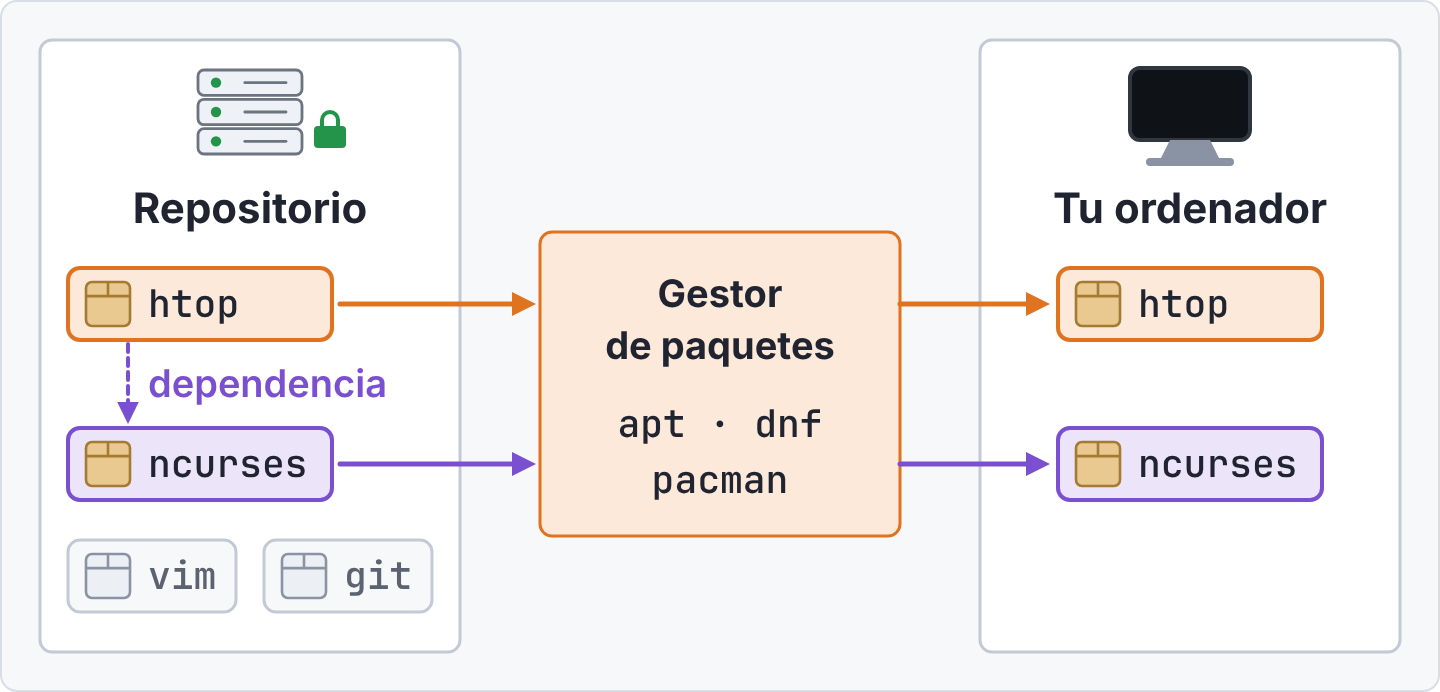 Repositorio
htop
dependencia
ncurses
vim
git
Gestor
de paquetes
apt · dnf
pacman
Tu ordenador
htop
ncurses